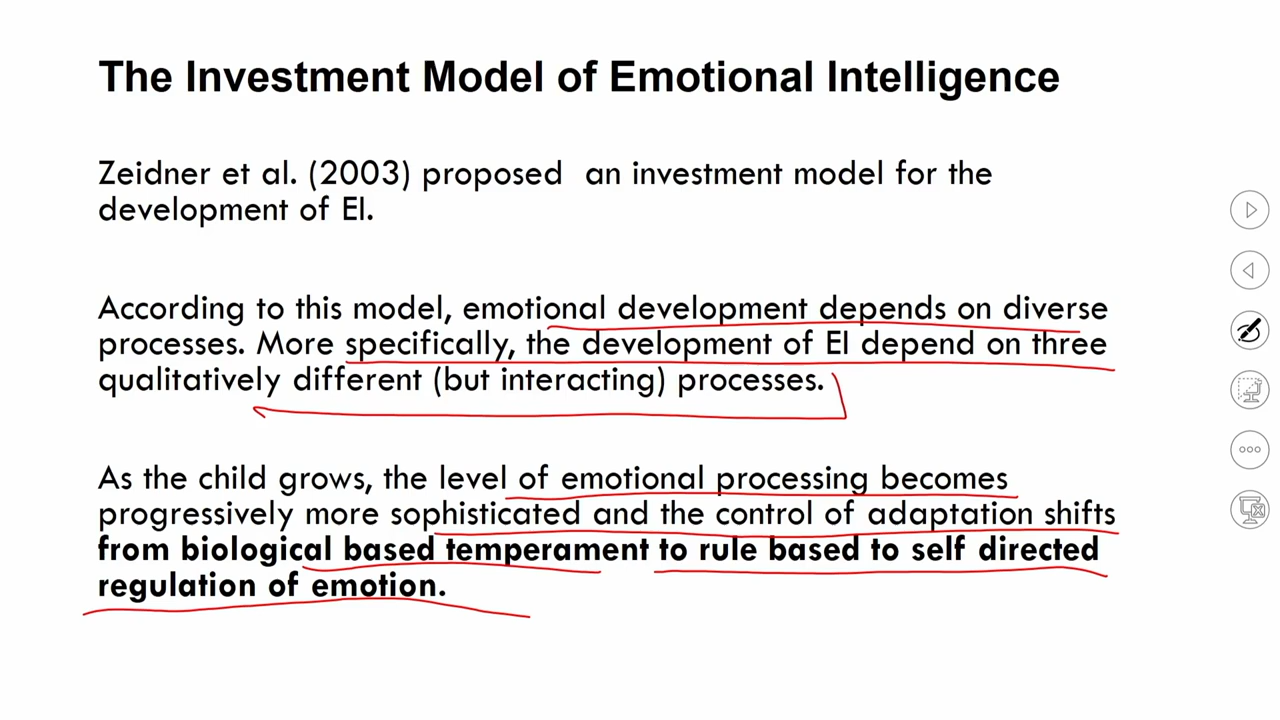 The Investment Model of Emotional Intelligence
Zeidner et al. (2003) proposed  an investment model for the
development of EI.
According to this model, emotional development depends on diverse
processes. More specifically, the development of EI depend on three
qualitatively different (but interacting) processes.
As the child grows, the level of emotional processing becomes
progressively more sophisticated and the control of adaptation shifts
from biological based temperament to rule based to self directed
regulation of emotion.